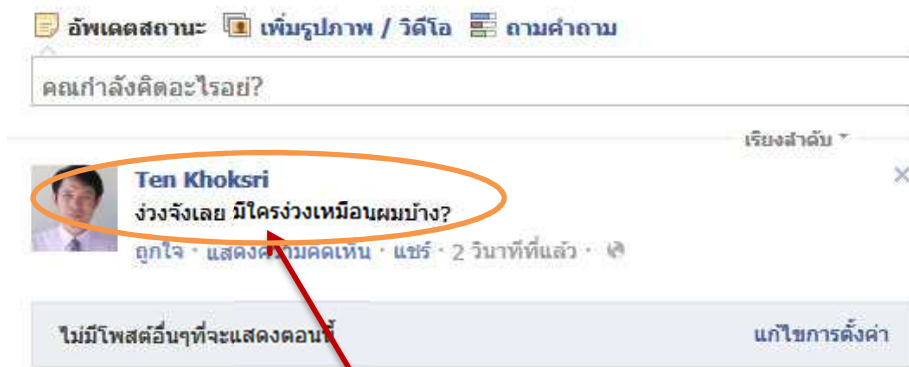 อัพเดตสถานะ เพิ่มรูปภาพ / วิดีโอ ถามคำถาม
คุณกำลังคิดอะไรอยู่?
เรียงลำดับ
Ten Khoksri
ง่วงจังเลย มีใครง่วงเหมือนผมบ้าง?
ถูกใจ · แสดงความคิดเห็น · แชร์ · 2 วินาทีที่แล้ว ·
ไม่มีโพสต์อื่นๆที่จะแสดงตอนนี้ แก้ไขการตั้งค่า